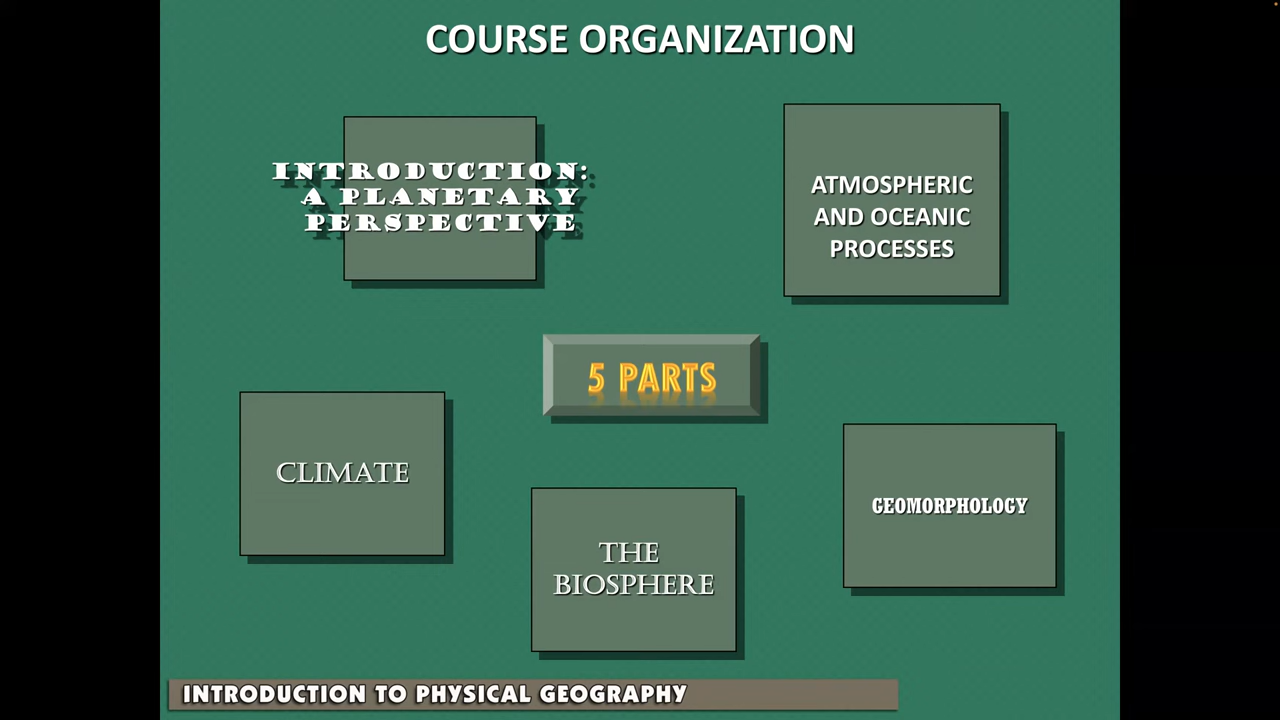 COURSE ORGANIZATION
INTRODUCTION:
A PLANETARY
PERSPECTIVE
ATMOSPHERIC
AND OCEANIC
PROCESSES
5 PARTS
CLIMATE
THE
BIOSPHERE
GEOMORPHOLOGY
INTRODUCTION TO PHYSICAL GEOGRAPHY